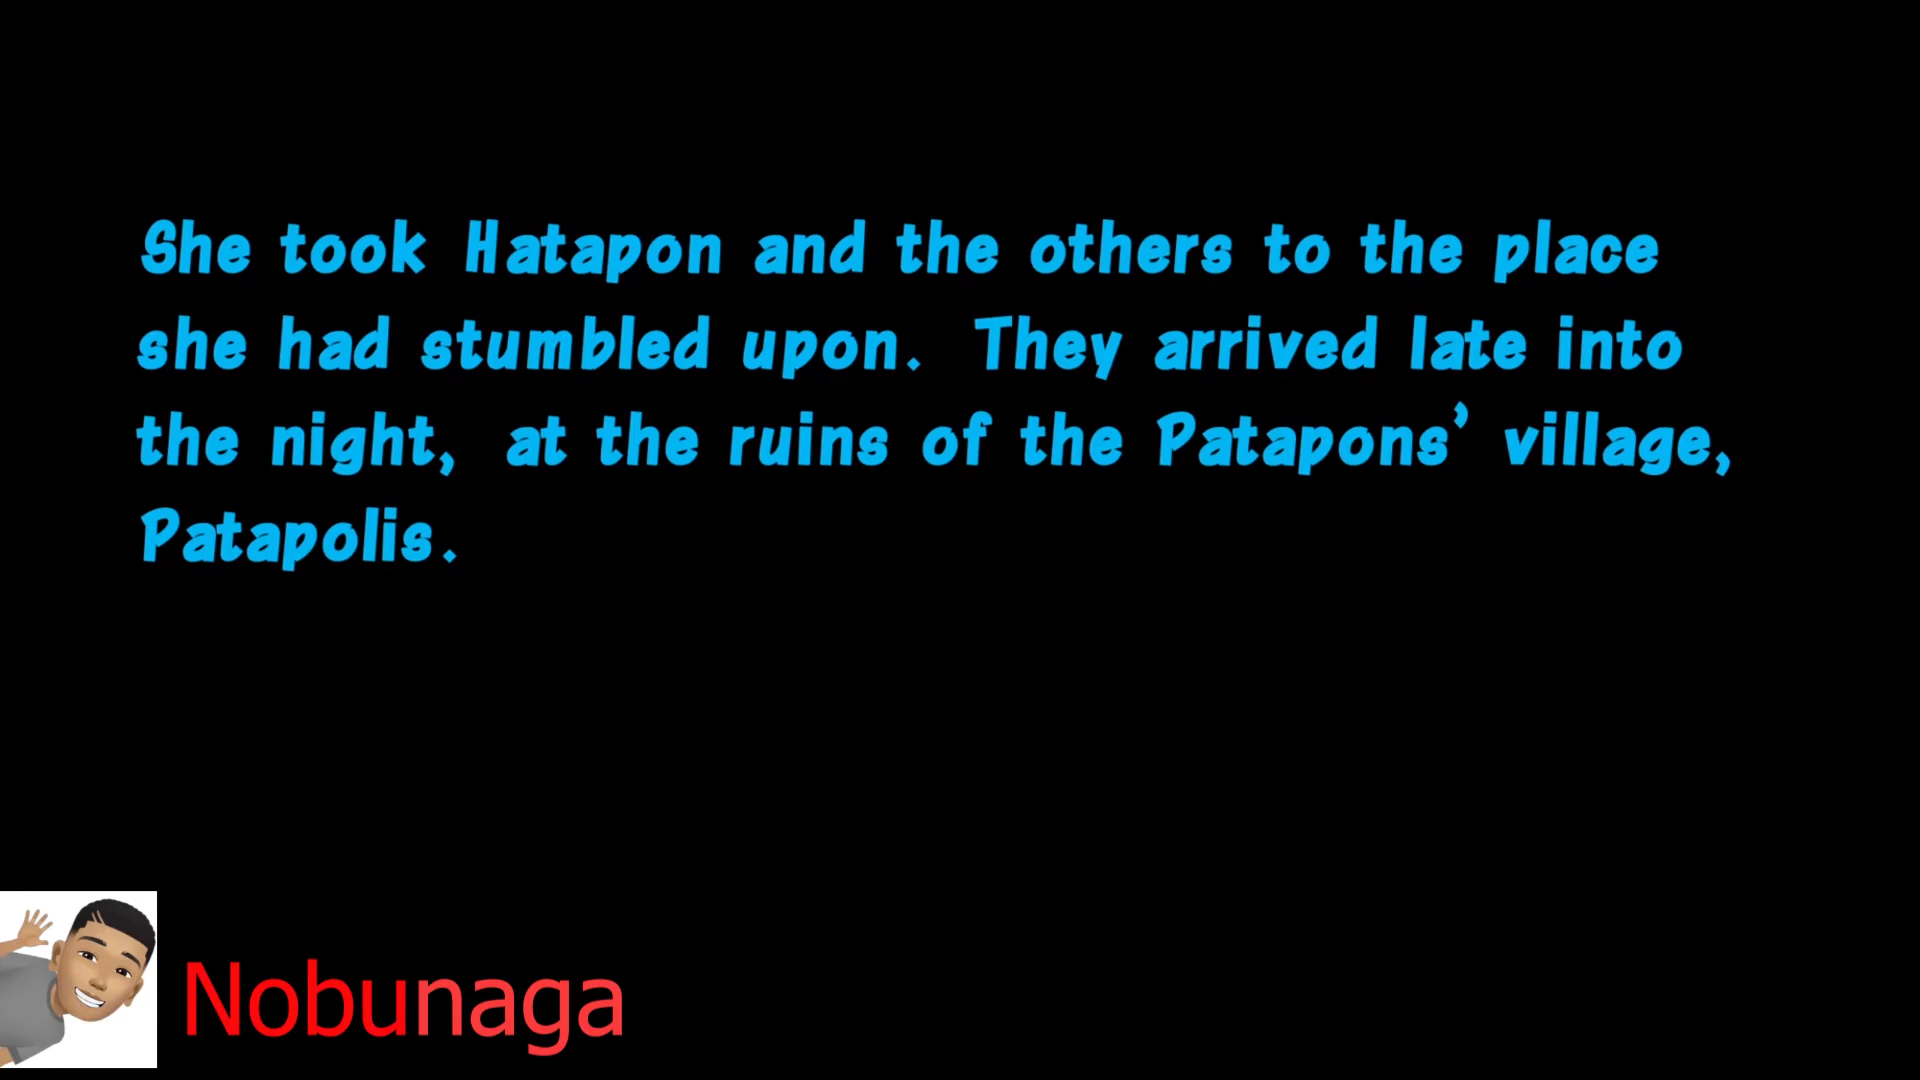 She took Hatapon and the others to the place
she had stumbled upon. They arrived late into
the night, at the ruins of the Patapons’ village,
Patapolis.
Nobunaga